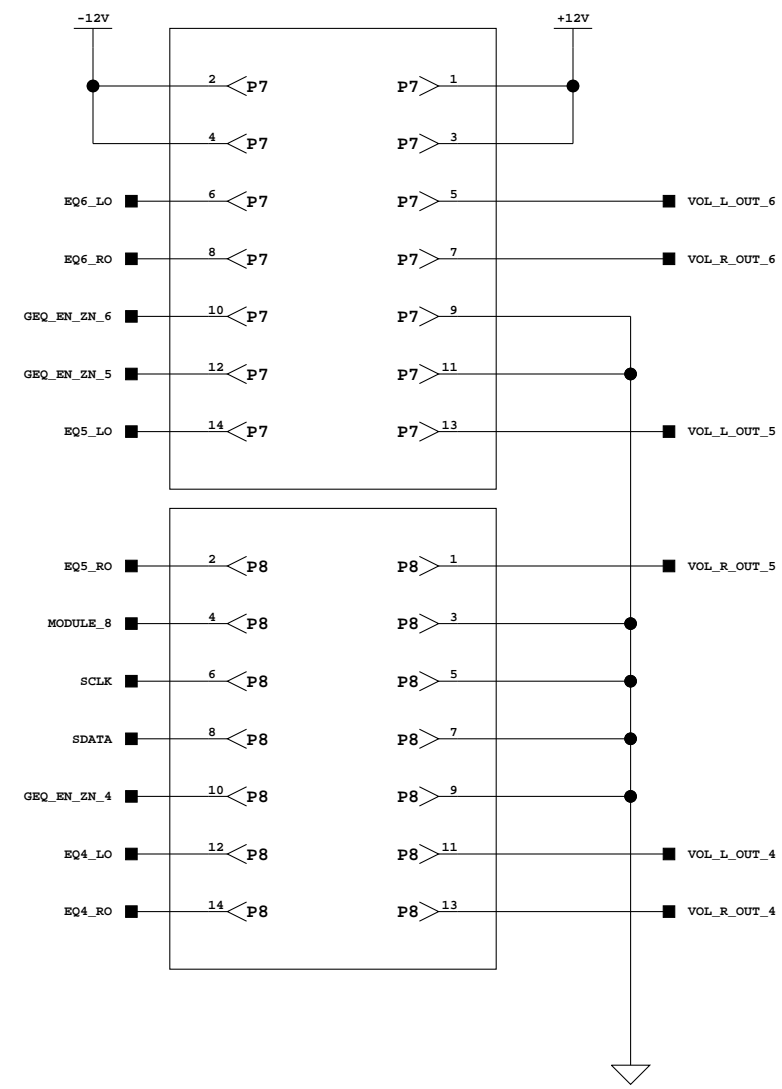 -12V +12V
2 P7 P7 1
4 P7 P7 3
EQ6_LO 6 P7 P7 5 VOL_L_OUT_6
EQ6_RO 8 P7 P7 7 VOL_R_OUT_6
GEQ_EN_ZN_6 10 P7 P7 9
GEQ_EN_ZN_5 12 P7 P7 11
EQ5_LO 14 P7 P7 13 VOL_L_OUT_5
EQ5_RO 2 P8 P8 1 VOL_R_OUT_5
MODULE_8 4 P8 P8 3
SCLK 6 P8 P8 5
SDATA 8 P8 P8 7
GEQ_EN_ZN_4 10 P8 P8 9
EQ4_LO 12 P8 P8 11 VOL_L_OUT_4
EQ4_RO 14 P8 P8 13 VOL_R_OUT_4